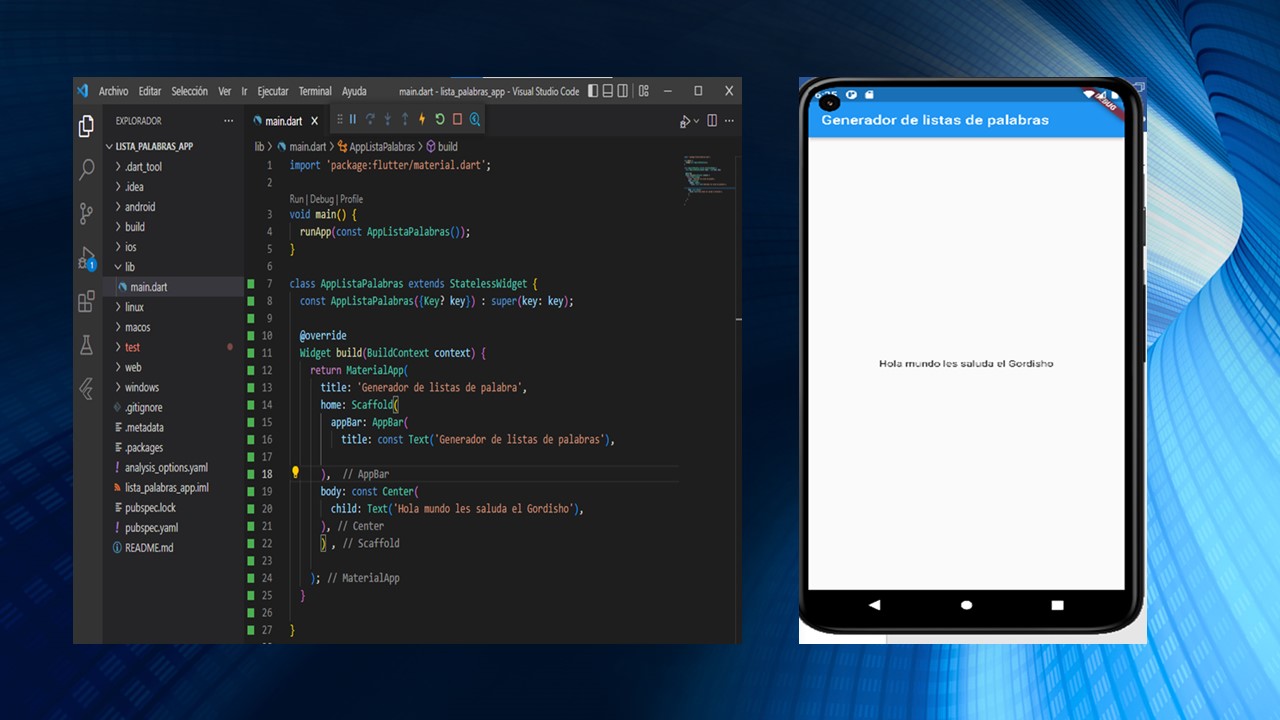 Archivo Editar Selección Ver Ir Ejecutar Terminal Ayuda main.dart - lista_palabras_app - Visual Studio Code
EXPLORADOR
LISTA_PALABRAS_APP
.dart_tool
.idea
android
build
ios
lib
main.dart
linux
macos
test
web
windows
.gitignore
.metadata
.packages
analysis_options.yaml
lista_palabras_app.iml
pubspec.lock
pubspec.yaml
README.md
1
main.dart
lib > main.dart > AppListaPalabras > build
1 import 'package:flutter/material.dart';
2
Run | Debug | Profile
3 void main() {
4 runApp(const AppListaPalabras());
5 }
6
7 class AppListaPalabras extends StatelessWidget {
8 const AppListaPalabras({Key? key}) : super(key: key);
9
10 @override
11 Widget build(BuildContext context) {
12 return MaterialApp(
13 title: 'Generador de listas de palabra',
14 home: Scaffold(
15 appBar: AppBar(
16 title: const Text('Generador de listas de palabras'),
17
18 ), // AppBar
19 body: const Center(
20 child: Text('Hola mundo les saluda el Gordisho'),
21 ), // Center
22 ) , // Scaffold
23
24 ); // MaterialApp
25 }
26
27 }
DEBUG
Generador de listas de palabras
Hola mundo les saluda el Gordisho